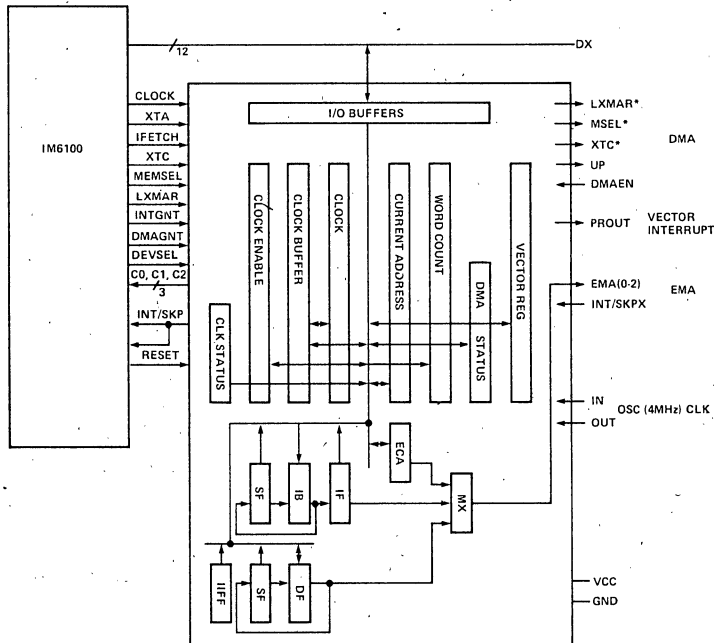 12
DX
IM6100
CLOCK
XTA
IFETCH
XTC
MEMSEL
LXMAR
INTGNT
DMAGNT
DEVSEL
C0, C1, C2
3
INT/SKP
RESET
I/O BUFFERS
CLK STATUS
CLOCK ENABLE
CLOCK BUFFER
CLOCK
CURRENT ADDRESS
WORD COUNT
DMA STATUS
VECTOR REG
LXMAR*
MSEL*
XTC*
DMA
UP
DMAEN
PROUT
VECTOR
INTERRUPT
EMA(0-2)
EMA
INT/SKPX
IN
OSC (4MHz) CLK
OUT
SF
IB
IF
ECA
MX
IIFF
SF
DF
VCC
GND